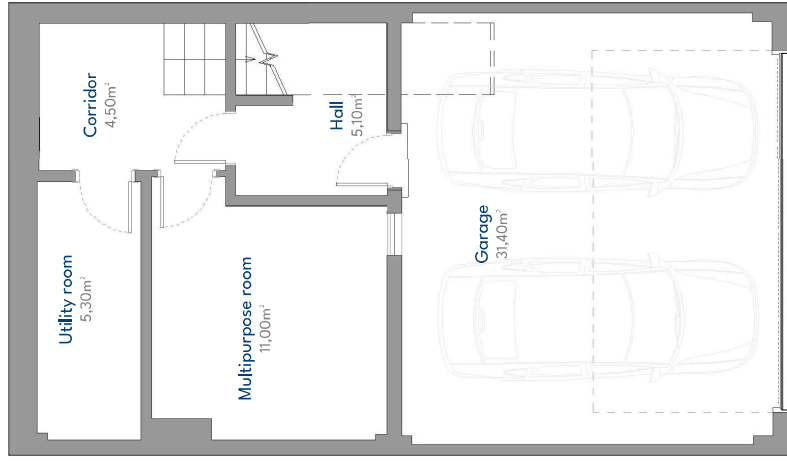 Corridor
4,50m²
Hall
5,10m²
Garage
31,40m²
Utility room
5,30m²
Multipurpose room
11,00m²